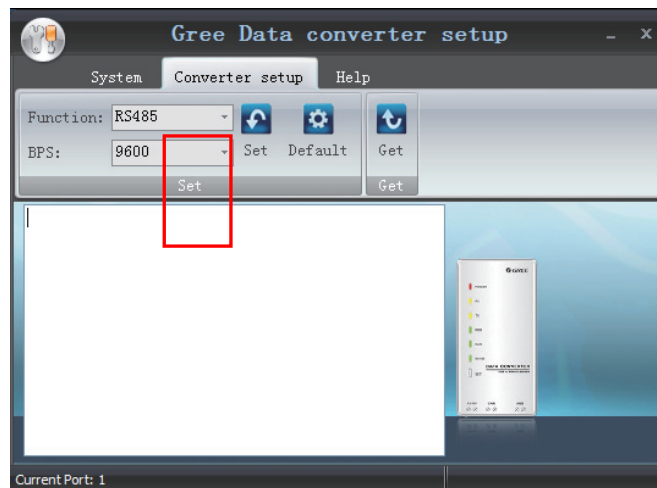 Gree Data converter setup
System Converter setup Help
Function: RS485
BPS: 9600
Set Default Get
Set Get
GREE
DATA CONVERTER
Current Port: 1